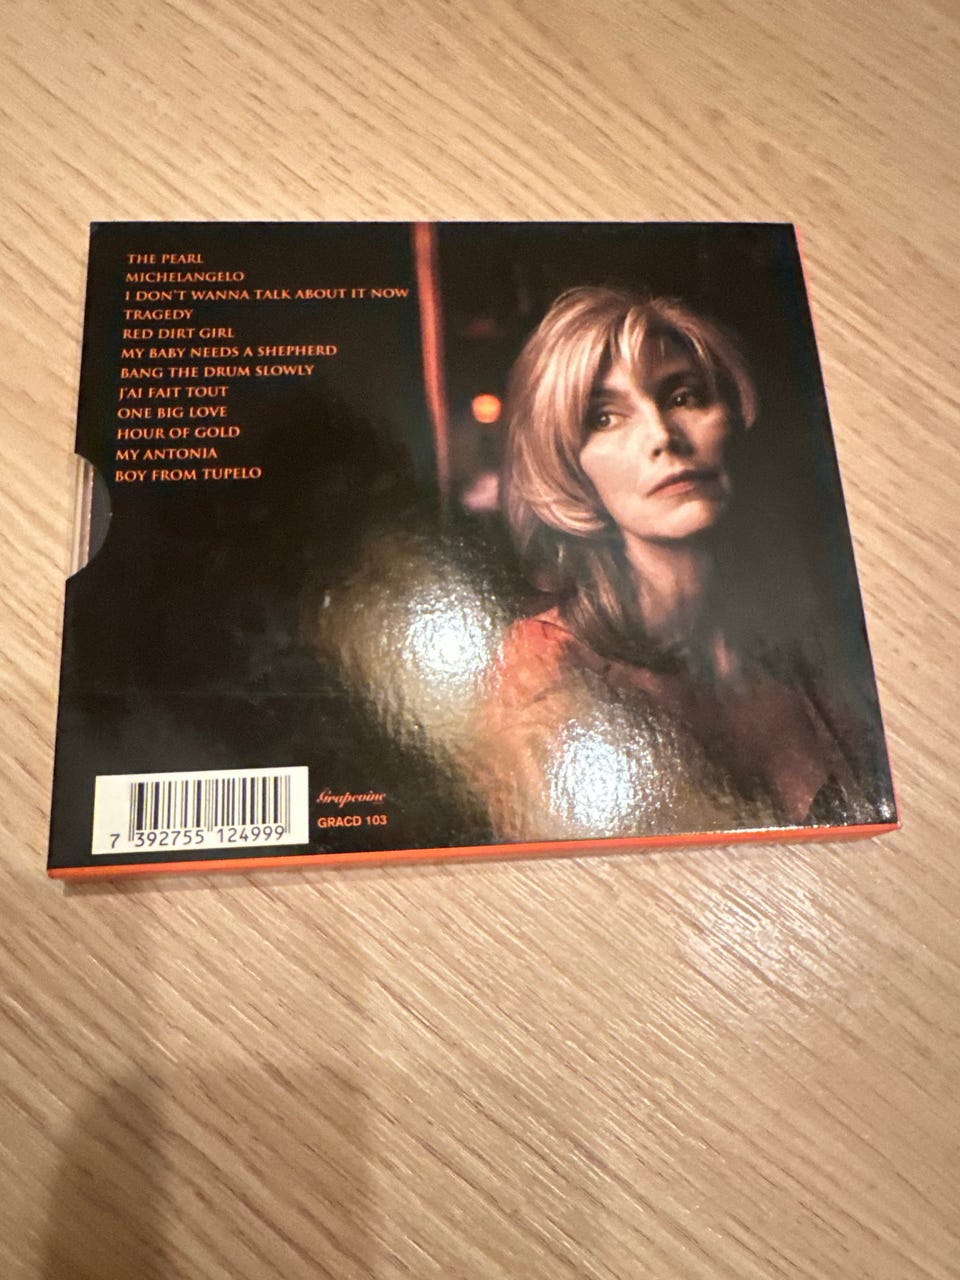 THE PEARL
MICHELANGELO
I DON'T WANNA TALK ABOUT IT NOW
TRAGEDY
RED DIRT GIRL
MY BABY NEEDS A SHEPHERD
BANG THE DRUM SLOWLY
J'AI FAIT TOUT
ONE BIG LOVE
HOUR OF GOLD
MY ANTONIA
BOY FROM TUPELO
Grapevine
GRACD 103
7 392755 124999